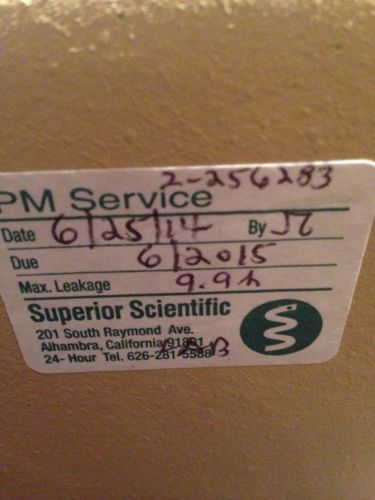 2-256283
PM Service
Date 6/25/14 By JC
Due 6/2015
Max. Leakage 9.9
Superior Scientific
201 South Raymond Ave.
Alhambra, California 91801
24- Hour Tel. 626-281-5588